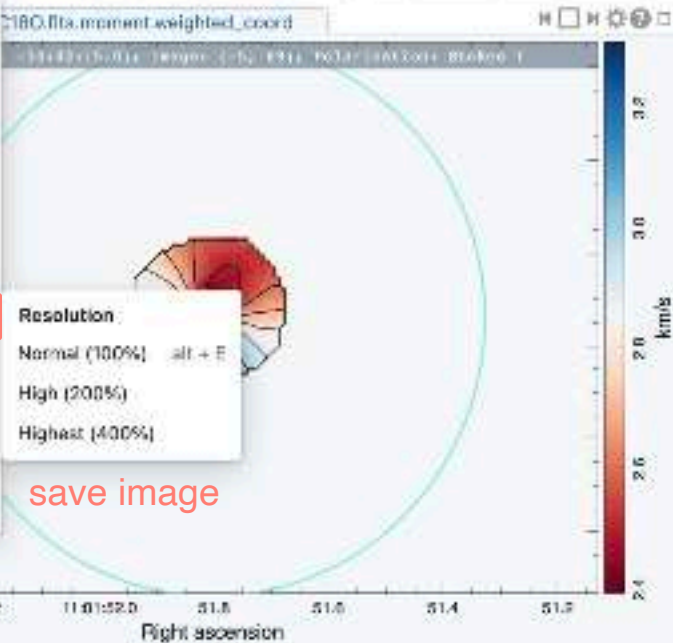 C18O.fits.moment.weighted_coord
Polarization: Stokes I
Resolution
Normal (100%) alt + E
High (200%)
Highest (400%)
save image
3.2
3.0
2.8
2.6
2.4
km/s
11:01:52.0 51.8 51.6 51.4 51.2
Right ascension